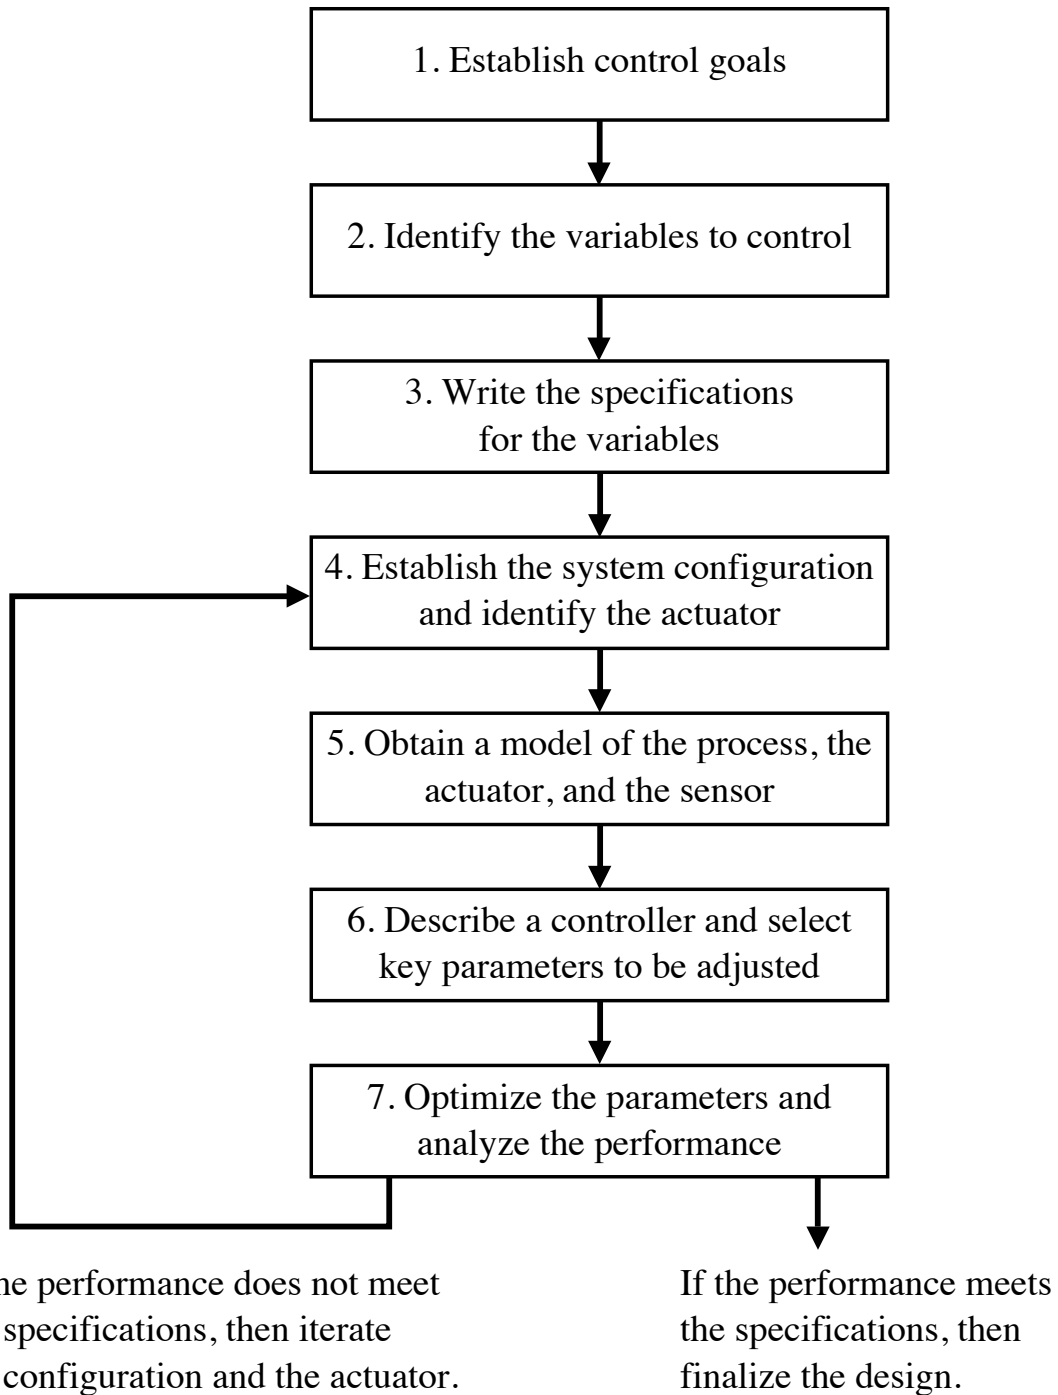 1. Establish control goals
2. Identify the variables to control
3. Write the specifications
for the variables
4. Establish the system configuration
and identify the actuator
5. Obtain a model of the process, the
actuator, and the sensor
6. Describe a controller and select
key parameters to be adjusted
7. Optimize the parameters and
analyze the performance
performance does not meet
specifications, then iterate
configuration and the actuator.
If the performance meets
the specifications, then
finalize the design.